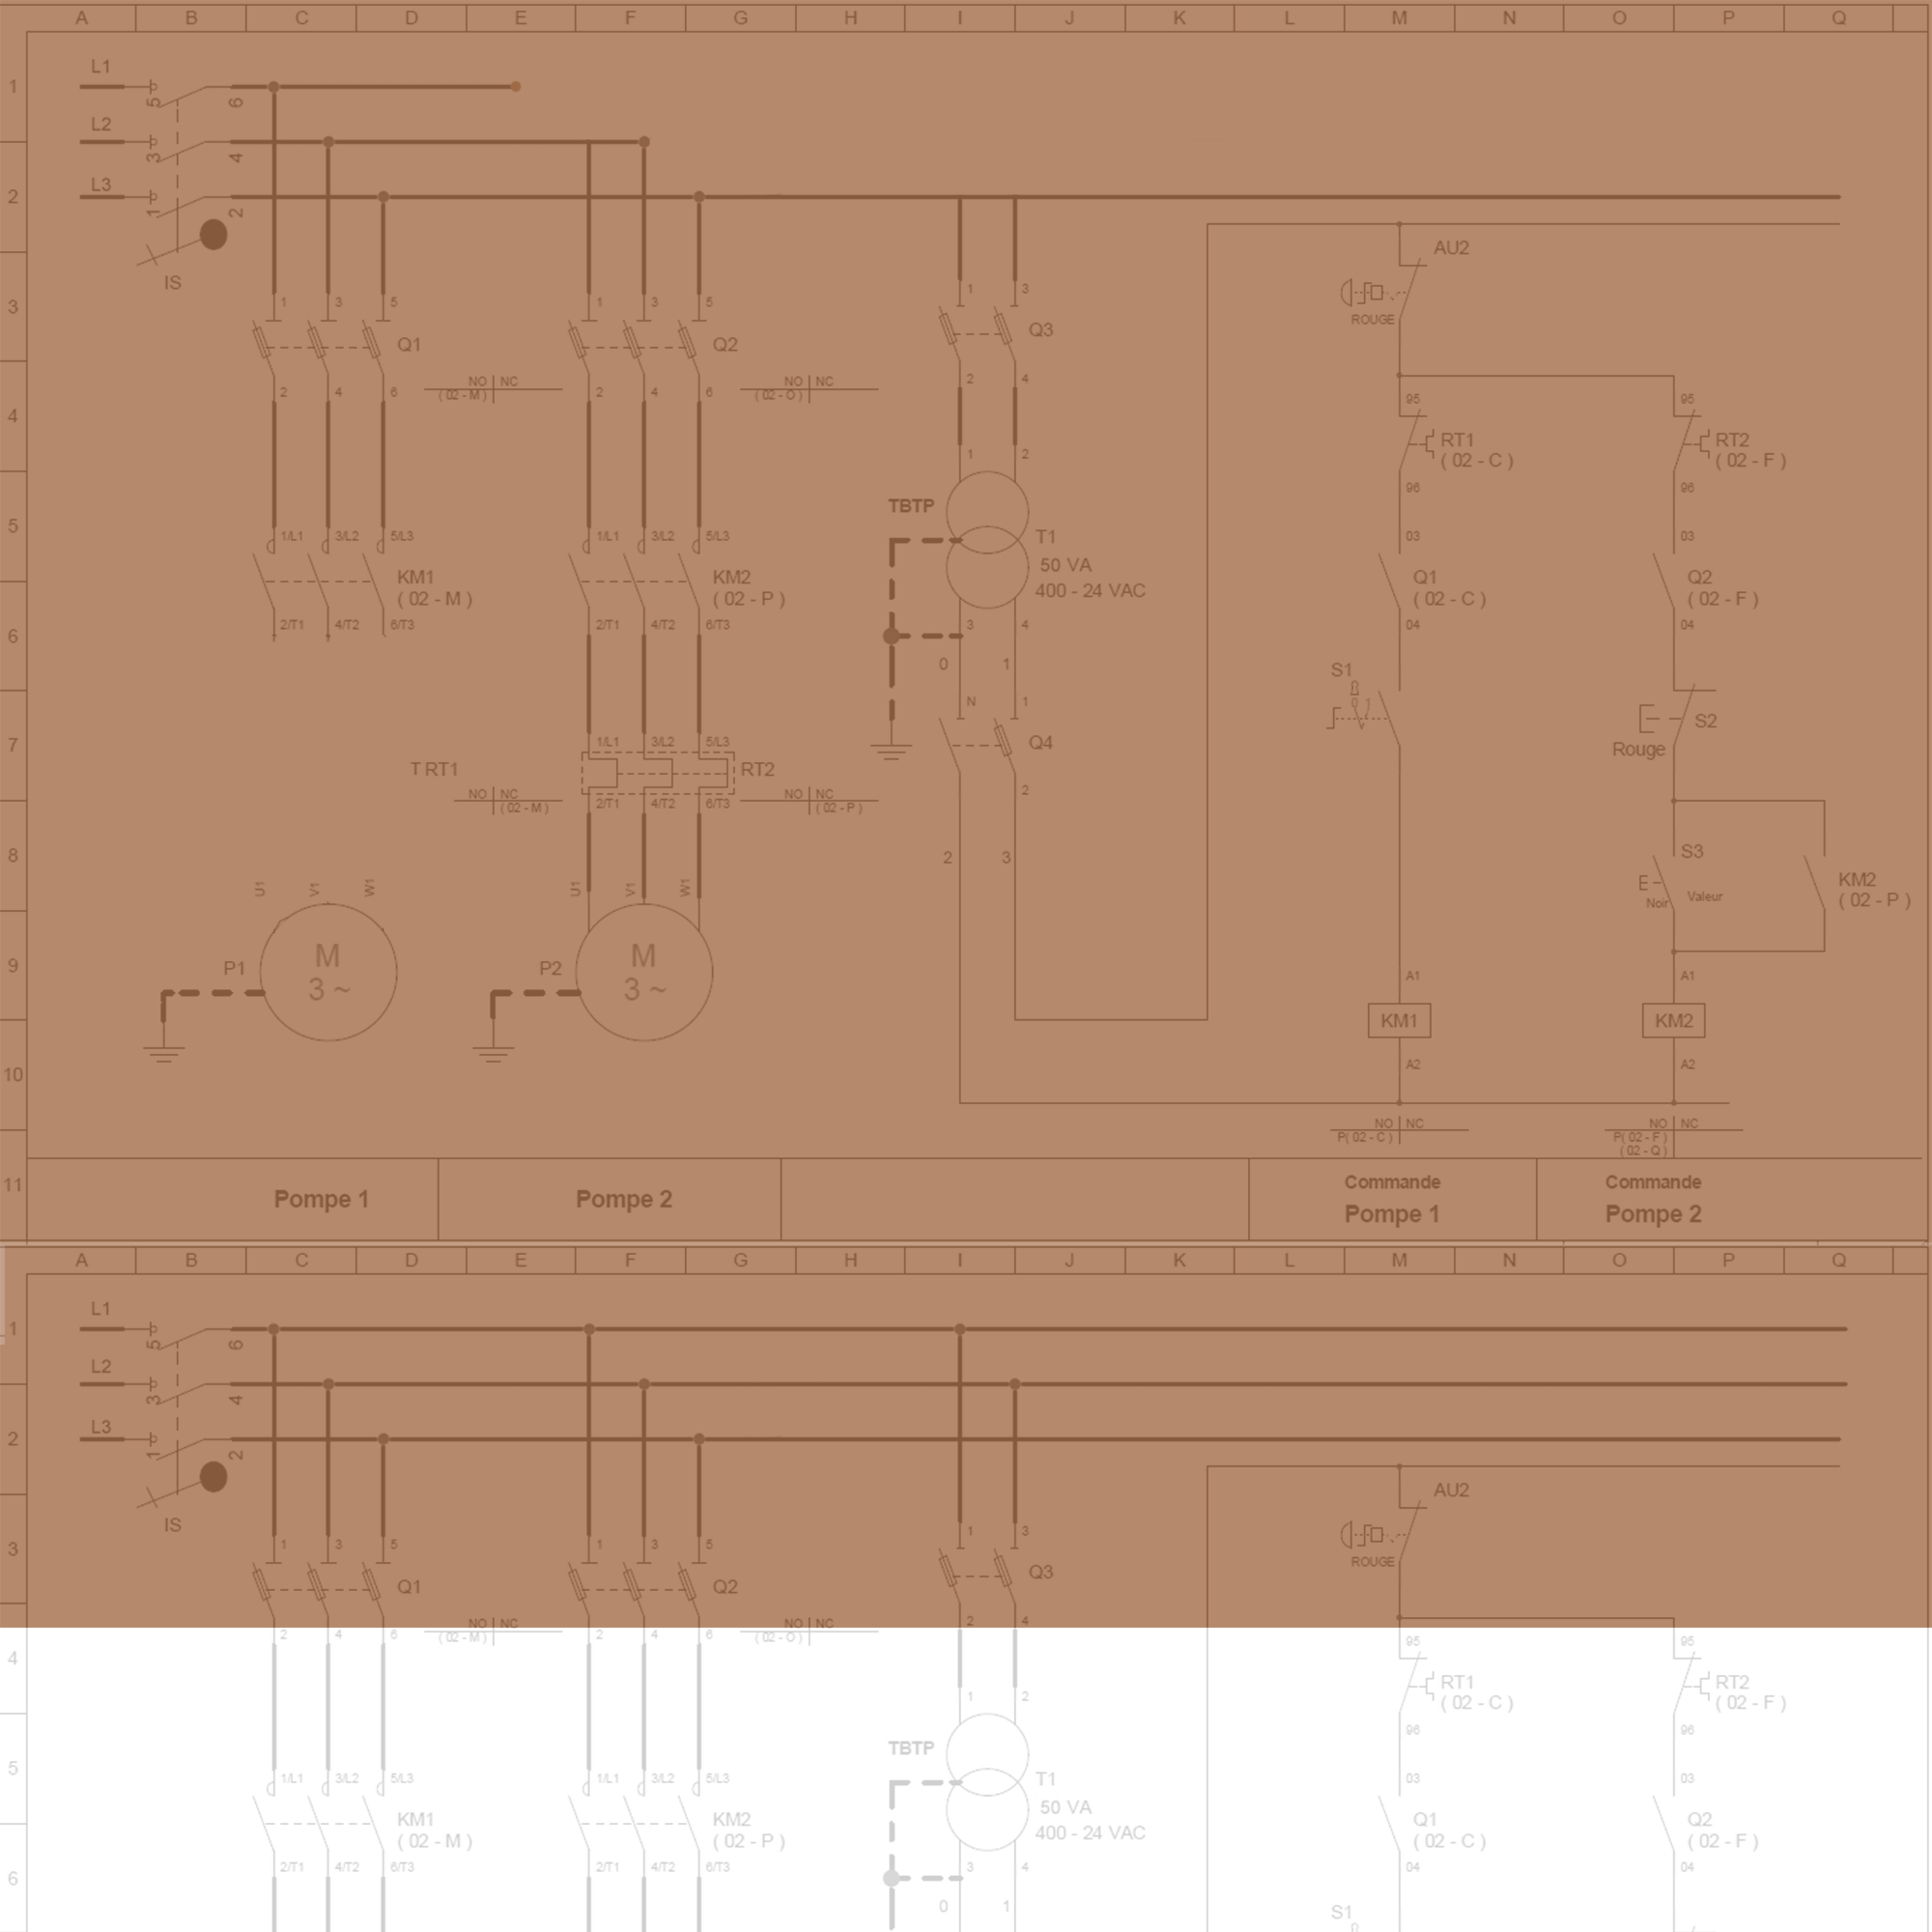 A B C D E F G H I J K L M N O P Q
L1
1
5 6
L2
3 4
L3
2
1 2
AU2
IS
3
1 3 5 1 3 5 1 3
ROUGE
Q1 Q2 Q3
NO NC NO NC
2 4 6 (02 - M) 2 4 6 (02 - O) 2 4
95 95
4
RT1 RT2
( 02 - C ) ( 02 - F )
1 2
96 96
TBTP
5
1/L1 3/L2 5/L3 1/L1 3/L2 5/L3 T1 03 03
50 VA
KM1 KM2 Q1 Q2
400 - 24 VAC
( 02 - M ) ( 02 - P ) ( 02 - C ) ( 02 - F )
2/T1 4/T2 6/T3 2/T1 4/T2 6/T3 3 4 04 04
6
0 1 S1
0 1
N 1
S2
7
1/L1 3/L2 5/L3 Q4 Rouge
T RT1 RT2
NO NC NO NC
(02 - M) 2/T1 4/T2 6/T3 (02 - P) 2
8
2 3 S3
U1 V1 W1 U1 V1 W1 KM2
Noir Valeur ( 02 - P )
M M
9
P1 P2 A1 A1
3 ~ 3 ~
KM1 KM2
10
A2 A2
NO NC NO NC
P( 02 - C ) P( 02 - F )
(02 - Q)
11
Commande Commande
Pompe 1 Pompe 2 Pompe 1 Pompe 2
A B C D E F G H I J K L M N O P Q
L1
1
5 6
L2
3 4
L3
2
1 2
AU2
IS
3
1 3 5 1 3 5 1 3
ROUGE
Q1 Q2 Q3
NO NC NO NC
2 4 6 (02 - M) 2 4 6 (02 - O) 2 4
95 95
4
RT1 RT2
( 02 - C ) ( 02 - F )
1 2
96 96
TBTP
5
1/L1 3/L2 5/L3 1/L1 3/L2 5/L3 T1 03 03
50 VA
KM1 KM2 Q1 Q2
400 - 24 VAC
( 02 - M ) ( 02 - P ) ( 02 - C ) ( 02 - F )
2/T1 4/T2 6/T3 2/T1 4/T2 6/T3 3 4 04 04
6
0 1 S1